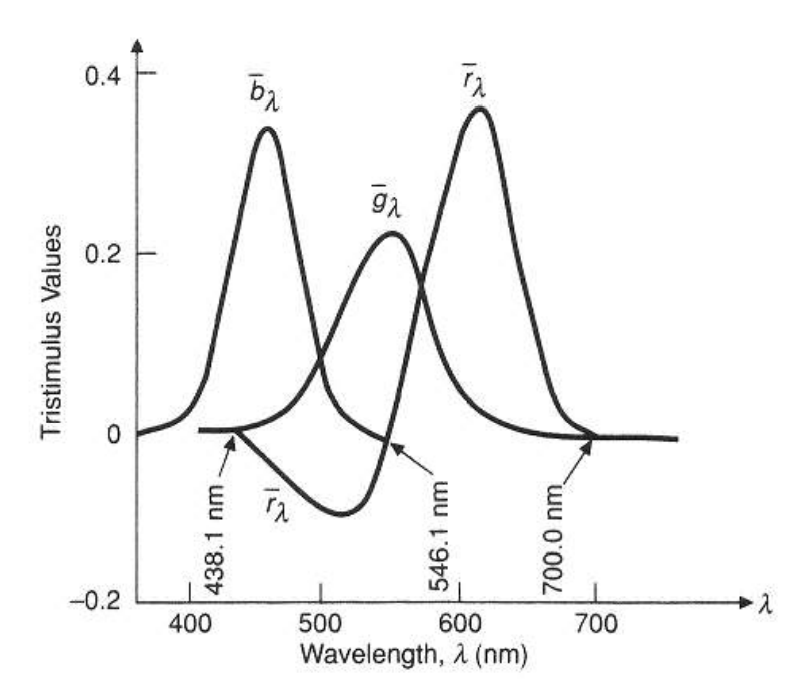 0.4
b̄λ
r̄λ
ḡλ
0.2
Tristimulus Values
0
r̄λ
438.1 nm
546.1 nm
700.0 nm
–0.2
λ
400 500 600 700
Wavelength, λ (nm)